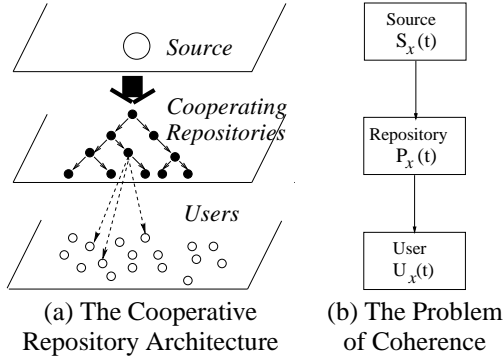 Source
Cooperating
Repositories
Users
(a) The Cooperative
Repository Architecture
Source
S_x(t)
Repository
P_x(t)
User
U_x(t)
(b) The Problem
of Coherence